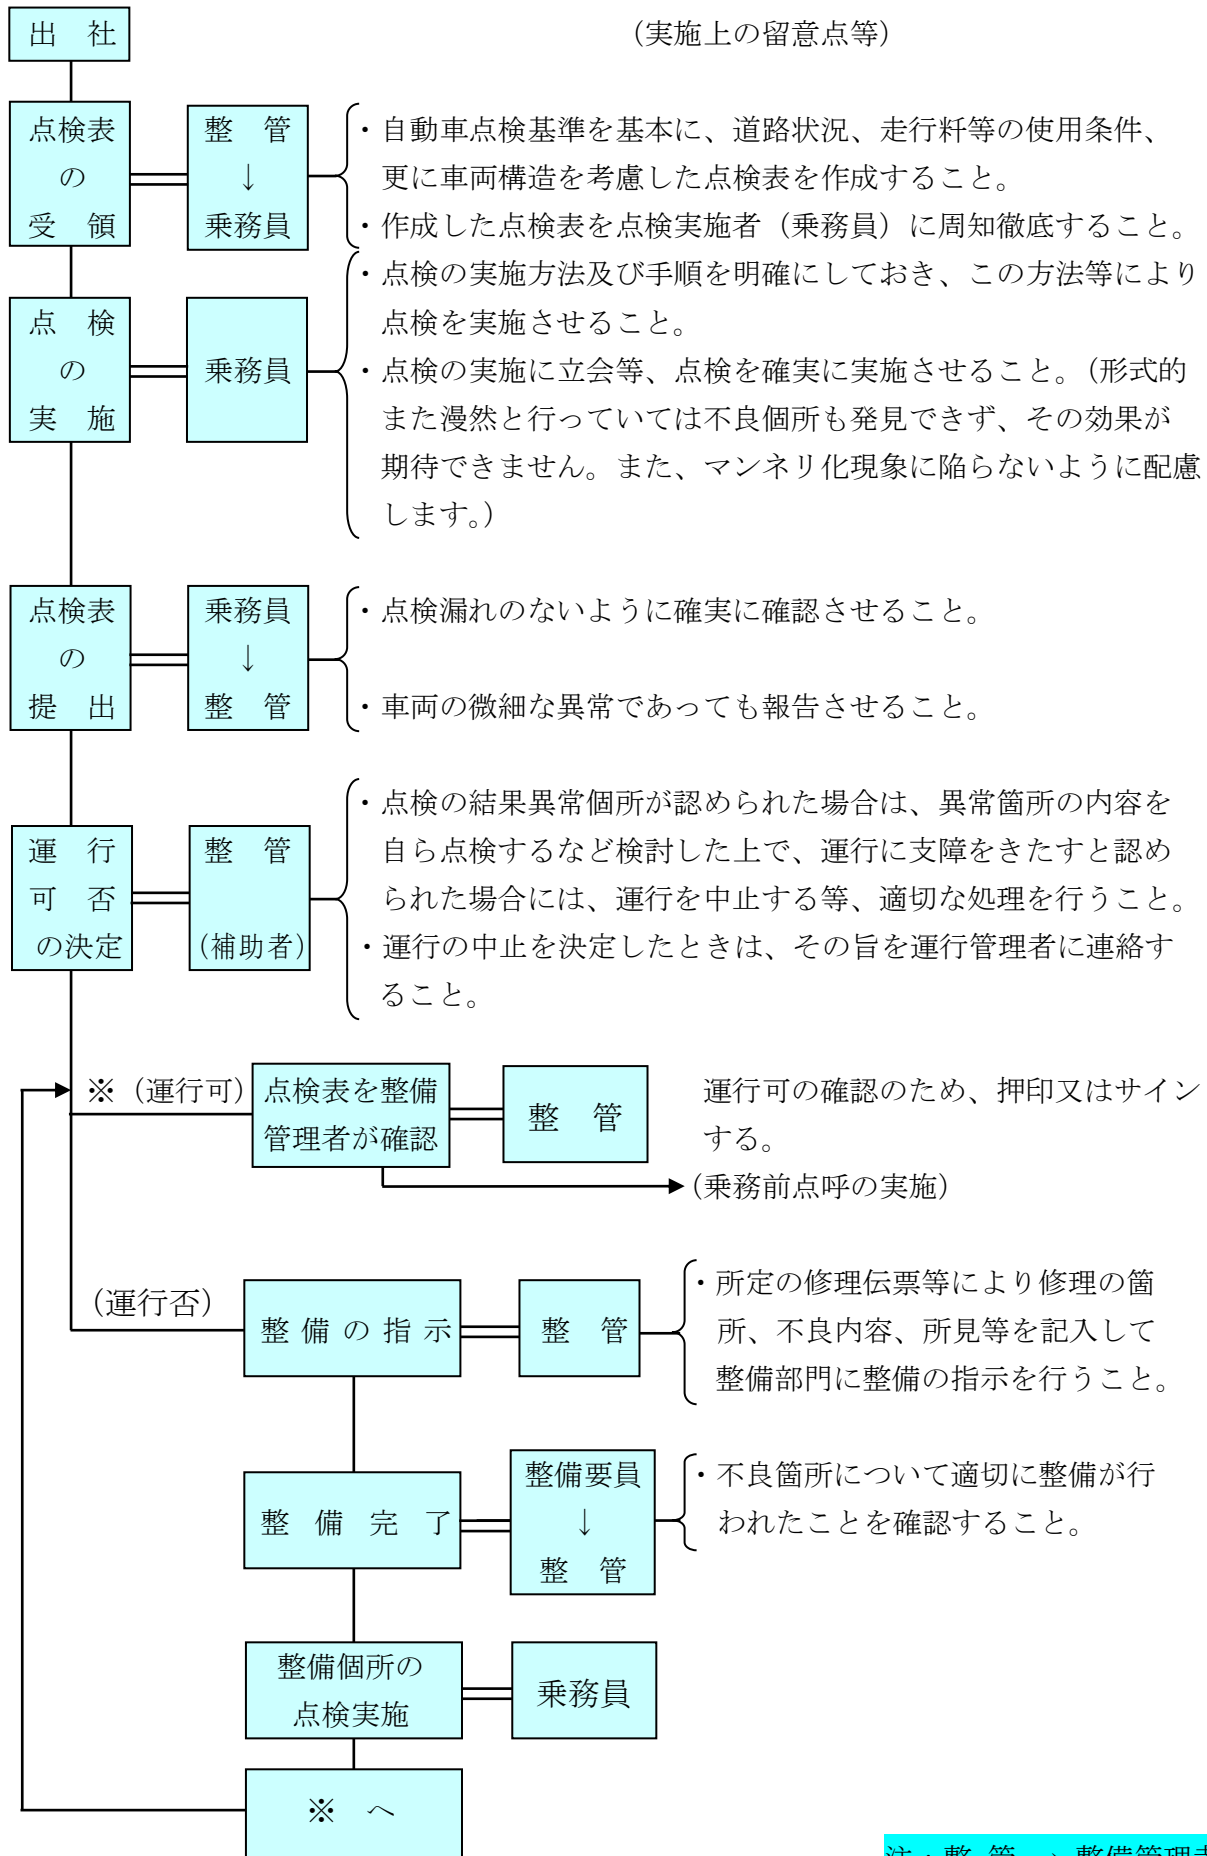 出　社
(実施上の留意点等)
点検表
の
受　領
整　管
↓
乗務員
・自動車点検基準を基本に、道路状況、走行粁等の使用条件、
更に車両構造を考慮した点検表を作成すること。
・作成した点検表を点検実施者（乗務員）に周知徹底すること。
点　検
の
実　施
乗務員
・点検の実施方法及び手順を明確にしておき、この方法等により
点検を実施させること。
・点検の実施に立会等、点検を確実に実施させること。(形式的
また漫然と行っていては不良個所も発見できず、その効果が
期待できません。また、マンネリ化現象に陥らないように配慮
します。)
点検表
の
提　出
乗務員
↓
整　管
・点検漏れのないように確実に確認させること。
・車両の微細な異常であっても報告させること。
運　行
可　否
の決定
整　管
(補助者)
・点検の結果異常個所が認められた場合は、異常箇所の内容を
自ら点検するなど検討した上で、運行に支障をきたすと認め
られた場合には、運行を中止する等、適切な処理を行うこと。
・運行の中止を決定したときは、その旨を運行管理者に連絡す
ること。
※（運行可）
点検表を整備
管理者が確認
整　管
運行可の確認のため、押印又はサイン
する。
(乗務前点呼の実施)
（運行否）
整備の指示
整　管
・所定の修理伝票等により修理の箇
所、不良内容、所見等を記入して
整備部門に整備の指示を行うこと。
整備完了
整備要員
↓
整　管
・不良箇所について適切に整備が行
われたことを確認すること。
整備個所の
点検実施
乗務員
※　へ